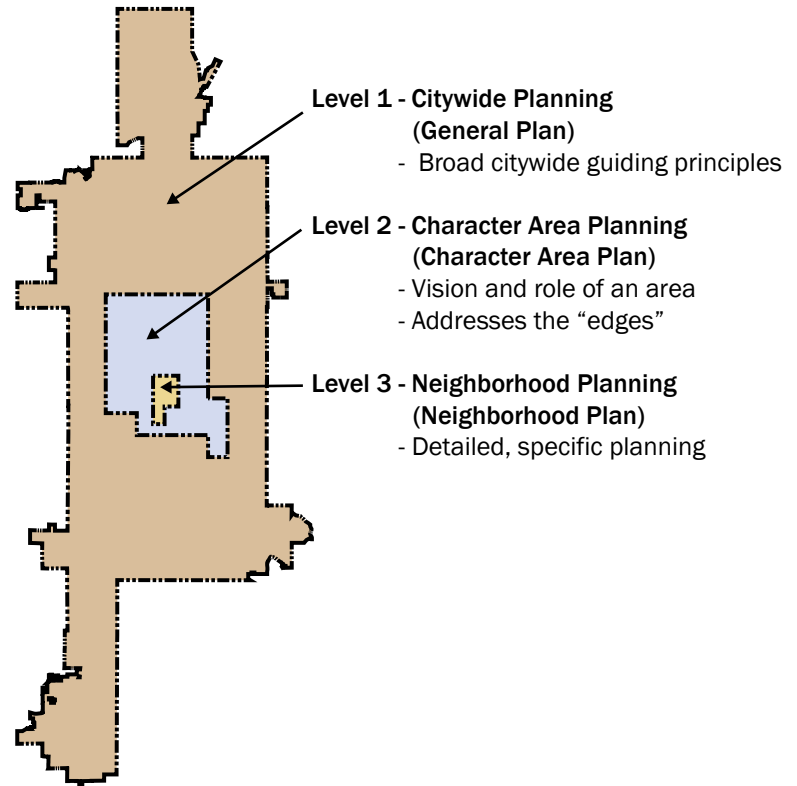 Level 1 - Citywide Planning
(General Plan)
- Broad citywide guiding principles
Level 2 - Character Area Planning
(Character Area Plan)
- Vision and role of an area
- Addresses the “edges”
Level 3 - Neighborhood Planning
(Neighborhood Plan)
- Detailed, specific planning